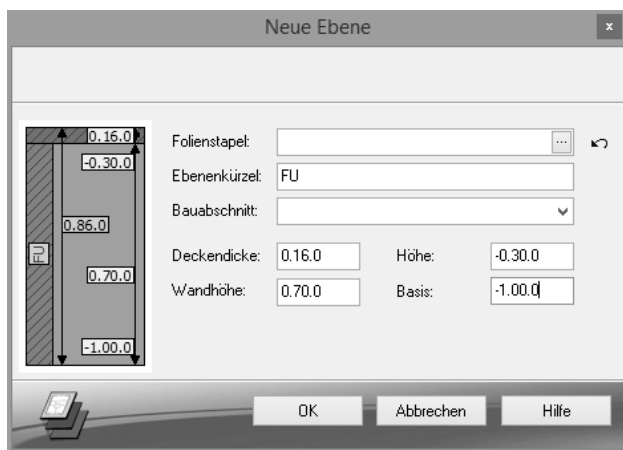 Neue Ebene
x
0.16.0
-0.30.0
0.86.0
FU
0.70.0
-1.00.0
Folienstapel: ...
Ebenenkürzel: FU
Bauabschnitt:
Deckendicke: 0.16.0 Höhe: -0.30.0
Wandhöhe: 0.70.0 Basis: -1.00.0
OK Abbrechen Hilfe